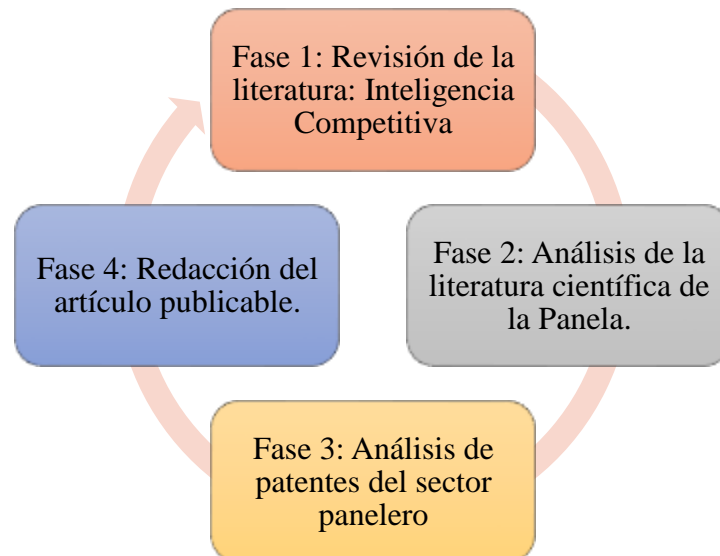 Fase 1: Revisión de la
literatura: Inteligencia
Competitiva
Fase 2: Análisis de la
literatura científica de
la Panela.
Fase 3: Análisis de
patentes del sector
panelero
Fase 4: Redacción del
artículo publicable.